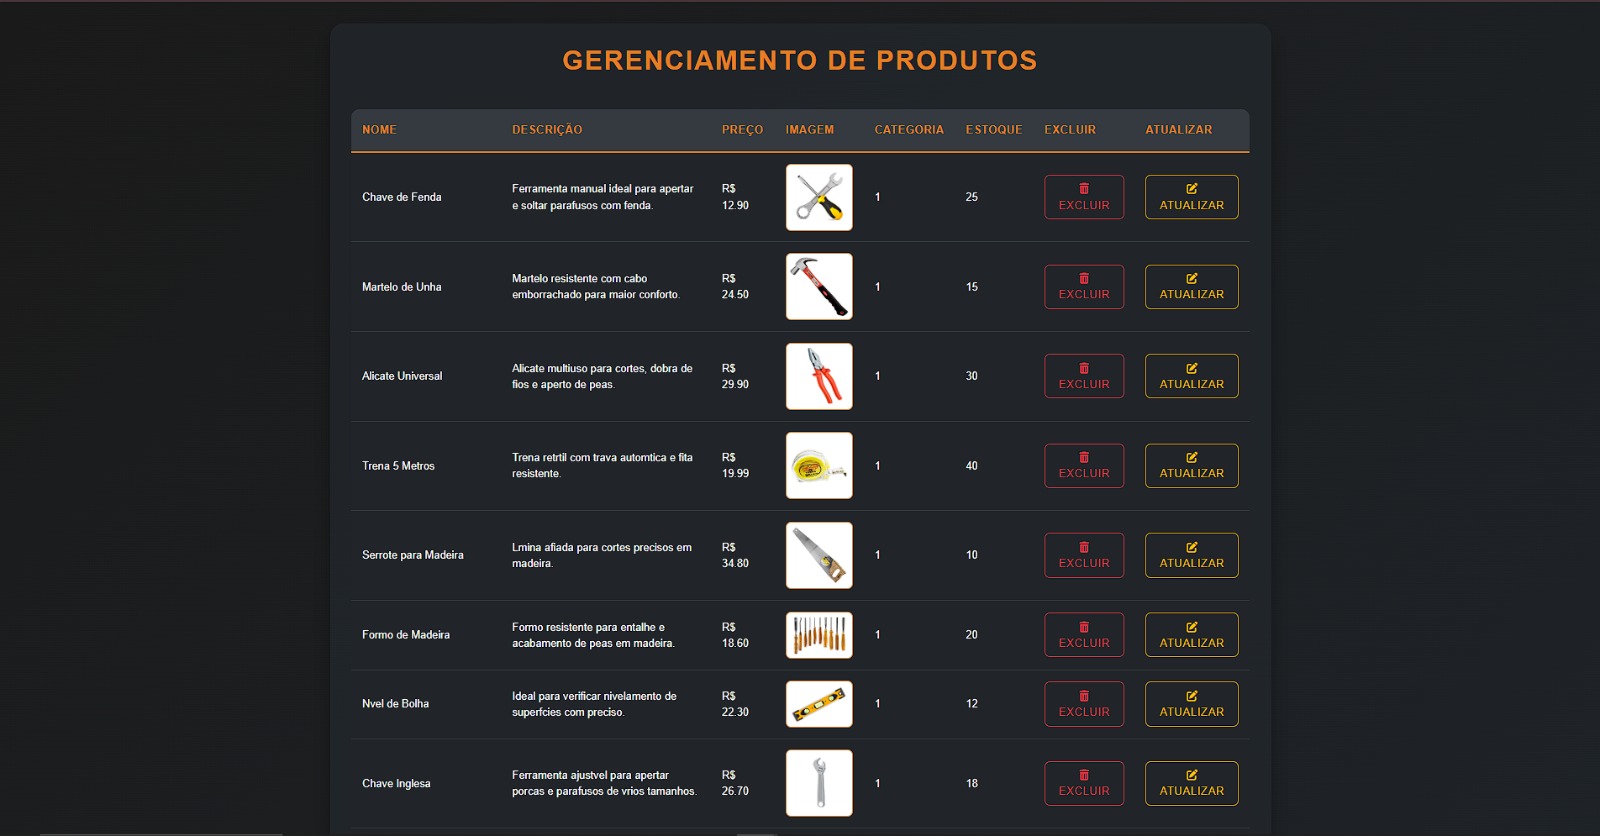 GERENCIAMENTO DE PRODUTOS
NOME DESCRIÇÃO PREÇO IMAGEM CATEGORIA ESTOQUE EXCLUIR ATUALIZAR
Chave de Fenda
Ferramenta manual ideal para apertar
e soltar parafusos com fenda.
R$
12.90
1
25
EXCLUIR
ATUALIZAR
Martelo de Unha
Martelo resistente com cabo
emborrachado para maior conforto.
R$
24.50
1
15
EXCLUIR
ATUALIZAR
Alicate Universal
Alicate multiuso para cortes, dobra de
fios e aperto de peas.
R$
29.90
1
30
EXCLUIR
ATUALIZAR
Trena 5 Metros
Trena retrtil com trava automtica e fita
resistente.
R$
19.99
1
40
EXCLUIR
ATUALIZAR
Serrote para Madeira
Lmina afiada para cortes precisos em
madeira.
R$
34.80
1
10
EXCLUIR
ATUALIZAR
Formo de Madeira
Formo resistente para entalhe e
acabamento de peas em madeira.
R$
18.60
1
20
EXCLUIR
ATUALIZAR
Nvel de Bolha
Ideal para verificar nivelamento de
superfcies com preciso.
R$
22.30
1
12
EXCLUIR
ATUALIZAR
Chave Inglesa
Ferramenta ajustvel para apertar
porcas e parafusos de vrios tamanhos.
R$
26.70
1
18
EXCLUIR
ATUALIZAR